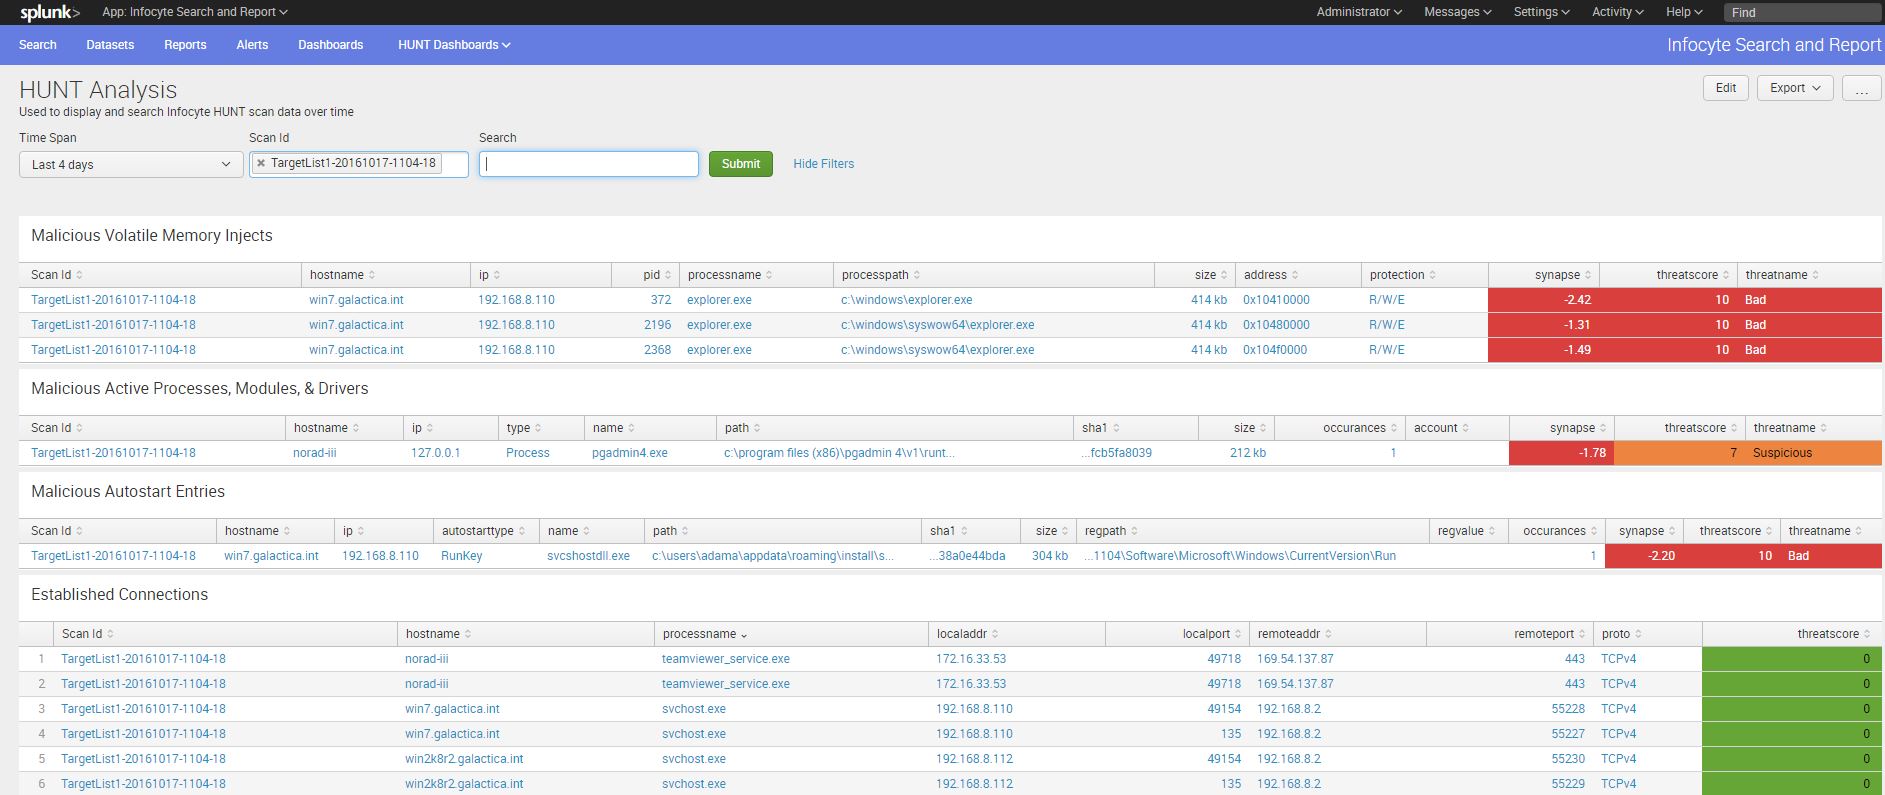 splunk> App: Infocyte Search and Report Administrator Messages Settings Activity Help Find
Search Datasets Reports Alerts Dashboards HUNT Dashboards Infocyte Search and Report
HUNT Analysis Edit Export ...
Used to display and search Infocyte HUNT scan data over time
Time Span Scan Id Search
Last 4 days TargetList1-20161017-1104-18 Submit Hide Filters
Malicious Volatile Memory Injects
Scan Id hostname ip pid processname processpath size address protection synapse threatscore threatname
TargetList1-20161017-1104-18 win7.galactica.int 192.168.8.110 372 explorer.exe c:\windows\explorer.exe 414 kb 0x10410000 R/W/E -2.42 10 Bad
TargetList1-20161017-1104-18 win7.galactica.int 192.168.8.110 2196 explorer.exe c:\windows\syswow64\explorer.exe 414 kb 0x10480000 R/W/E -1.31 10 Bad
TargetList1-20161017-1104-18 win7.galactica.int 192.168.8.110 2368 explorer.exe c:\windows\syswow64\explorer.exe 414 kb 0x104f0000 R/W/E -1.49 10 Bad
Malicious Active Processes, Modules, & Drivers
Scan Id hostname ip type name path sha1 size occurances account synapse threatscore threatname
TargetList1-20161017-1104-18 norad-iii 127.0.0.1 Process pgadmin4.exe c:\program files (x86)\pgadmin 4\v1\runt... ...fcb5fa8039 212 kb 1 -1.78 7 Suspicious
Malicious Autostart Entries
Scan Id hostname ip autostarttype name path sha1 size regpath regvalue occurances synapse threatscore threatname
TargetList1-20161017-1104-18 win7.galactica.int 192.168.8.110 RunKey svcshostdll.exe c:\users\adama\appdata\roaming\install\s... ...38a0e44bda 304 kb ...1104\Software\Microsoft\Windows\CurrentVersion\Run 1 -2.20 10 Bad
Established Connections
Scan Id hostname processname localaddr localport remoteaddr remoteport proto threatscore
1 TargetList1-20161017-1104-18 norad-iii teamviewer_service.exe 172.16.33.53 49718 169.54.137.87 443 TCPv4 0
2 TargetList1-20161017-1104-18 norad-iii teamviewer_service.exe 172.16.33.53 49718 169.54.137.87 443 TCPv4 0
3 TargetList1-20161017-1104-18 win7.galactica.int svchost.exe 192.168.8.110 49154 192.168.8.2 55228 TCPv4 0
4 TargetList1-20161017-1104-18 win7.galactica.int svchost.exe 192.168.8.110 135 192.168.8.2 55227 TCPv4 0
5 TargetList1-20161017-1104-18 win2k8r2.galactica.int svchost.exe 192.168.8.112 49154 192.168.8.2 55230 TCPv4 0
6 TargetList1-20161017-1104-18 win2k8r2.galactica.int svchost.exe 192.168.8.112 135 192.168.8.2 55229 TCPv4 0